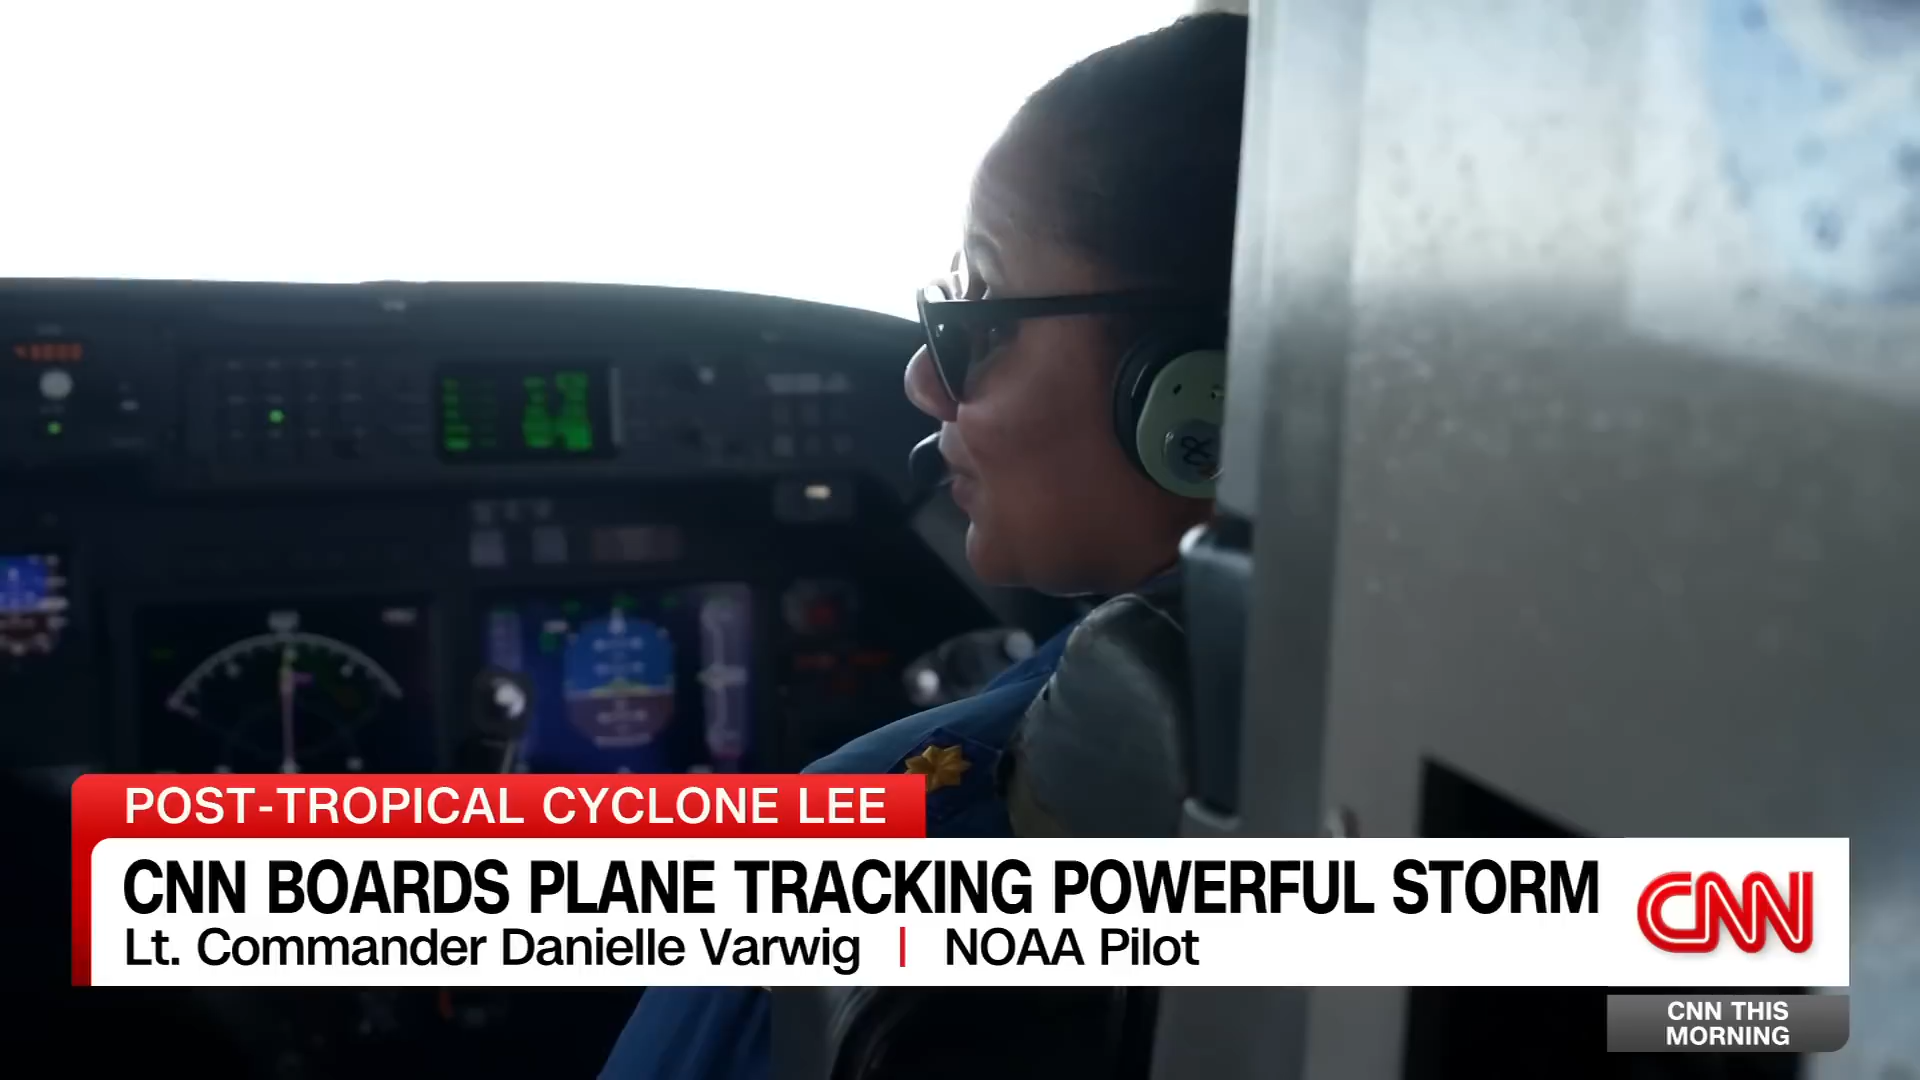 POST-TROPICAL CYCLONE LEE
CNN BOARDS PLANE TRACKING POWERFUL STORM
Lt. Commander Danielle Varwig | NOAA Pilot
CNN
CNN THIS
MORNING